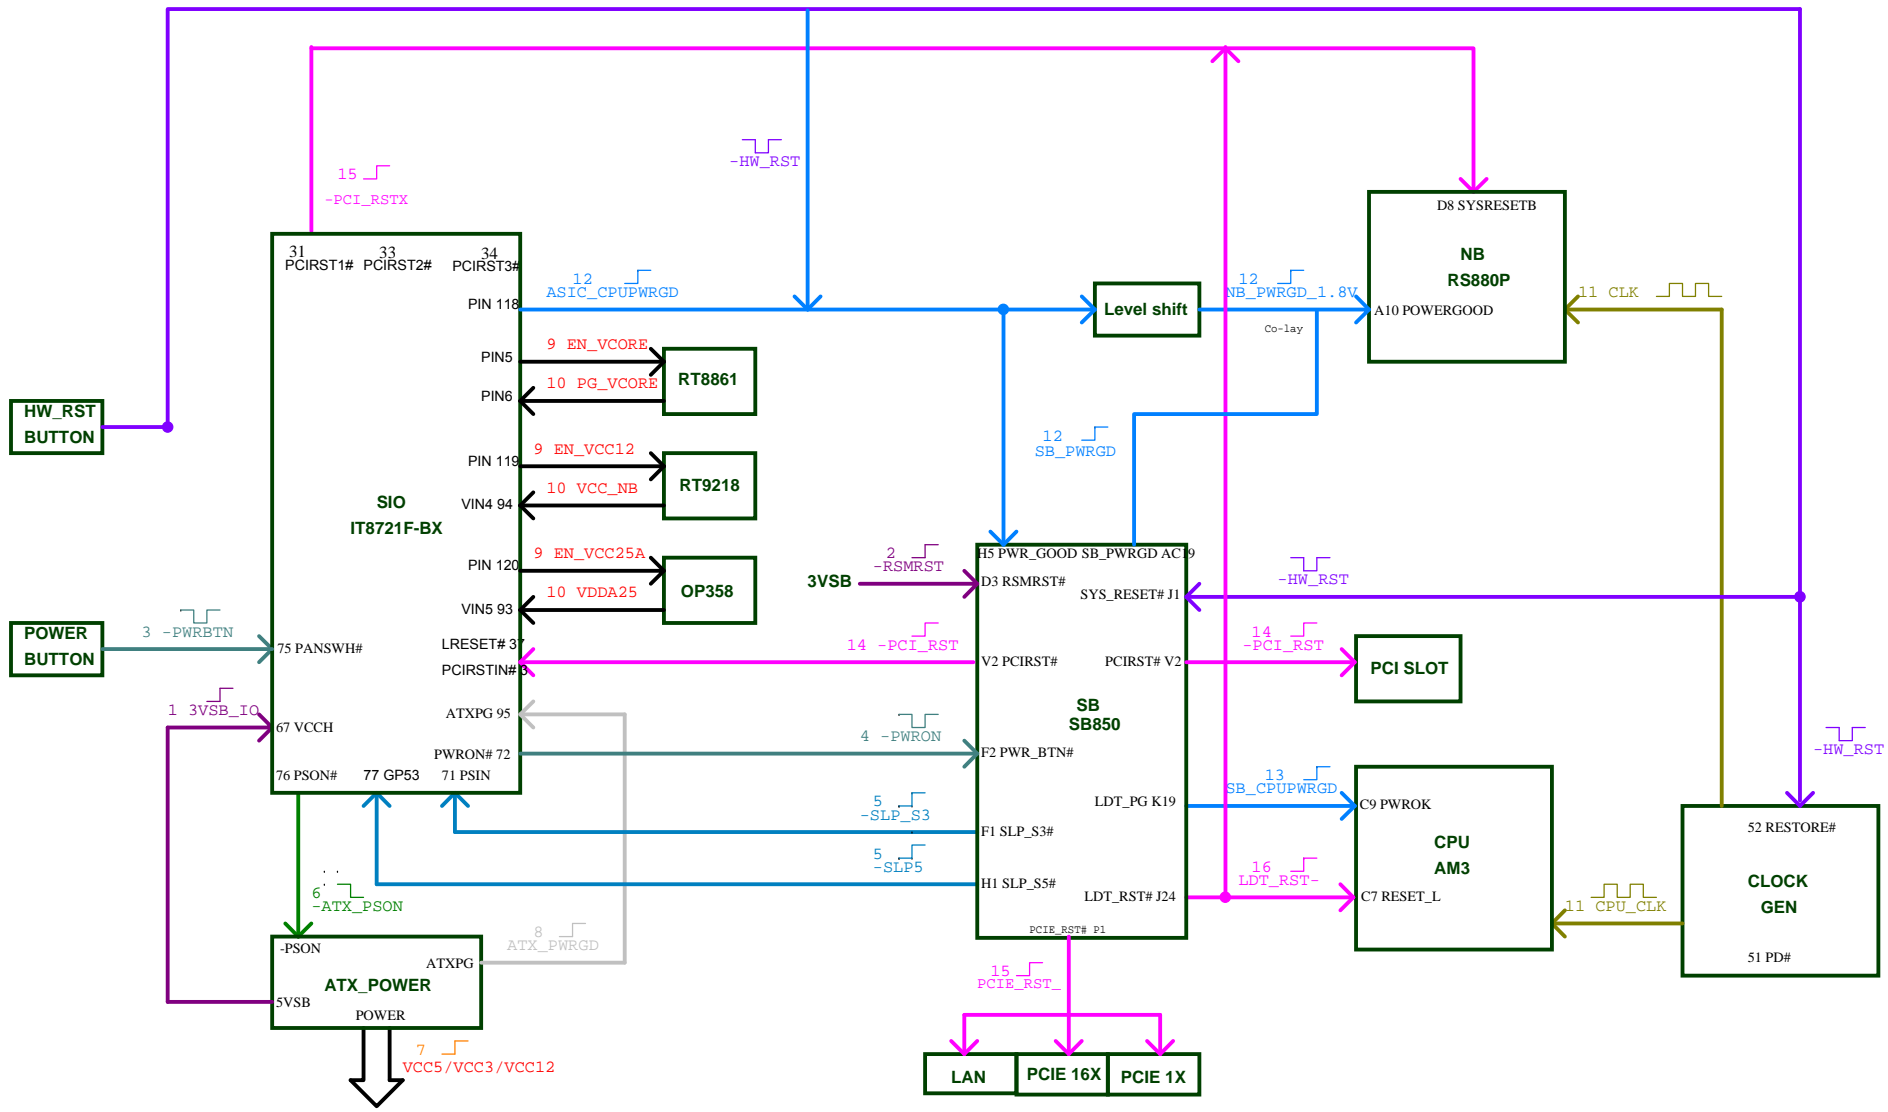 -HW_RST
15
-PCI_RSTX
D8 SYSRESETB
NB
RS880P
A10 POWERGOOD
31
33
34
PCIRST1#
PCIRST2#
PCIRST3#
PIN 118
12
ASIC_CPUPWRGD
Level shift
12
NB_PWRGD_1.8V
Co-lay
11 CLK
PIN5
9 EN_VCORE
RT8861
PIN6
10 PG_VCORE
HW_RST
BUTTON
PIN 119
9 EN_VCC12
RT9218
VIN4 94
10 VCC_NB
12
SB_PWRGD
SIO
IT8721F-BX
PIN 120
9 EN_VCC25A
OP358
VIN5 93
10 VDDA25
2
-RSMRST
3VSB
H5 PWR_GOOD SB_PWRGD AC19
D3 RSMRST#
SYS_RESET# J1
-HW_RST
POWER
BUTTON
3 -PWRBTN
75 PANSWH#
LRESET# 37
PCIRSTIN# 3
14 -PCI_RST
V2 PCIRST#
PCIRST# V2
14
-PCI_RST
PCI SLOT
1 3VSB_IO
67 VCCH
ATXPG 95
SB
SB850
PWRON# 72
4 -PWRON
F2 PWR_BTN#
-HW_RST
76 PSON#
77 GP53
71 PSIN
5
-SLP_S3
F1 SLP_S3#
LDT_PG K19
13
SB_CPUPWRGD
C9 PWROK
CPU
AM3
5
-SLP5
H1 SLP_S5#
LDT_RST# J24
16
LDT_RST-
C7 RESET_L
11 CPU_CLK
52 RESTORE#
CLOCK
GEN
51 PD#
6
-ATX_PSON
8
ATX_PWRGD
-PSON
ATXPG
ATX_POWER
5VSB
POWER
PCIE_RST# P1
15
PCIE_RST_
7
VCC5/VCC3/VCC12
LAN
PCIE 16X
PCIE 1X